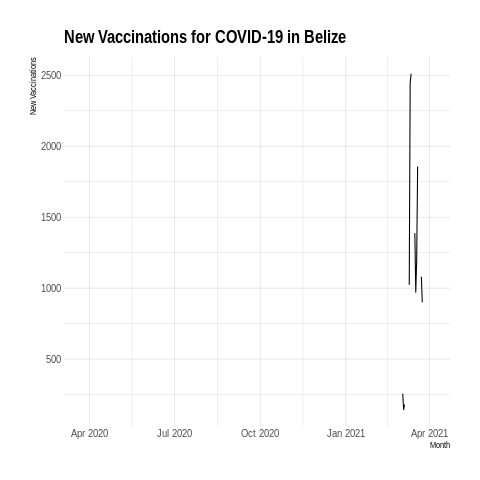 New Vaccinations for COVID-19 in Belize
New Vaccinations
2500
2000
1500
1000
500
Apr 2020 Jul 2020 Oct 2020 Jan 2021 Apr 2021
Month